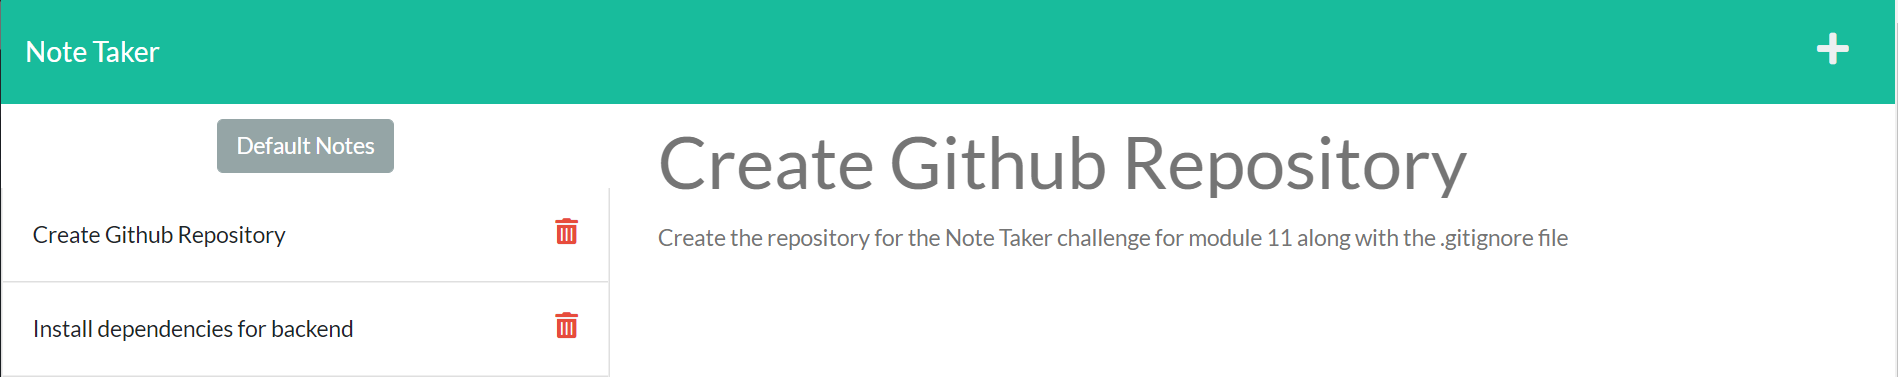 Note Taker
Default Notes
Create Github Repository
Install dependencies for backend
Create Github Repository
Create the repository for the Note Taker challenge for module 11 along with the .gitignore file